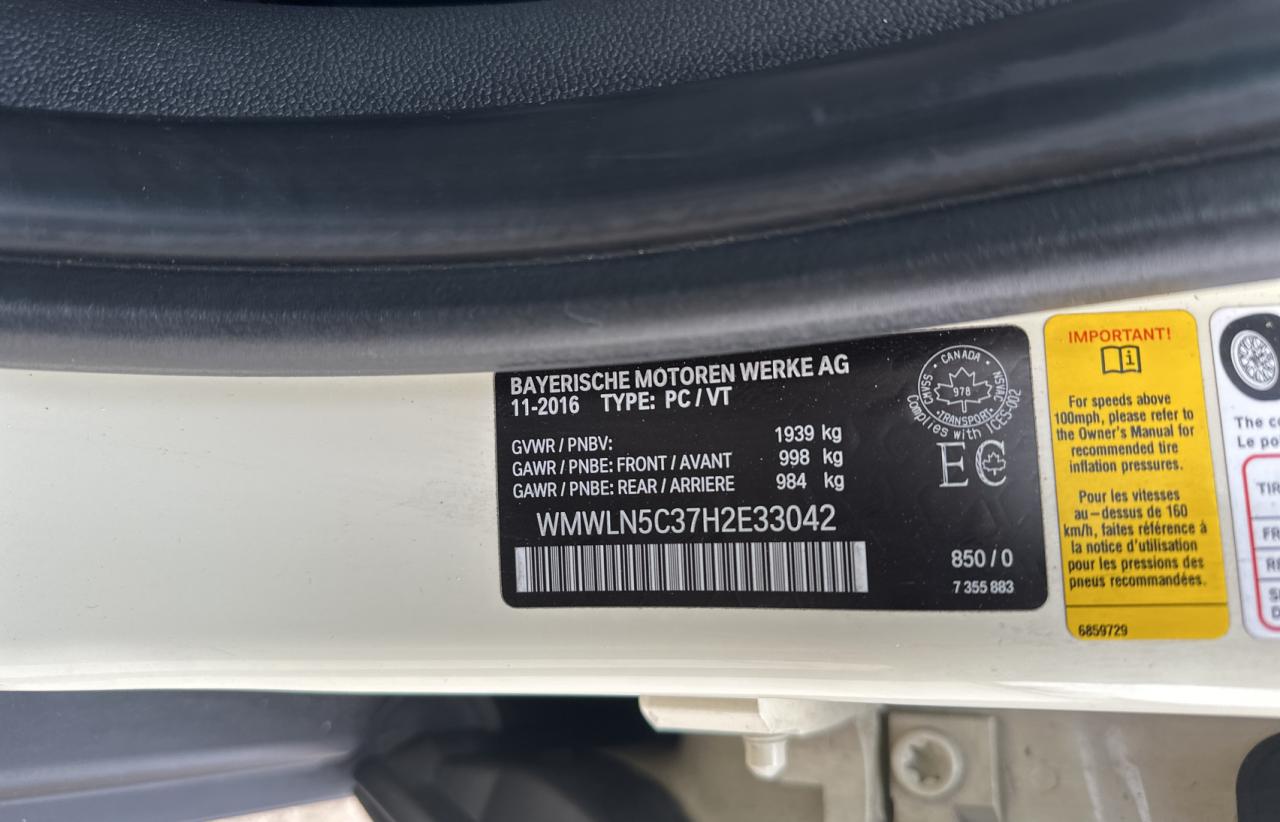 BAYERISCHE MOTOREN WERKE AG
11-2016 TYPE: PC / VT
GVWR / PNBV: 1939 kg
GAWR / PNBE: FRONT / AVANT 998 kg
GAWR / PNBE: REAR / ARRIERE 984 kg
WMWLN5C37H2E33042
850 / 0
7 355 883
CANADA
CMVSS
978
NSVAC
TRANSPORT
Complies with ICES-002
EC
IMPORTANT!
i
For speeds above
100mph, please refer to
the Owner's Manual for
recommended tire
inflation pressures.
Pour les vitesses
au-dessus de 160
km/h, faites référence à
la notice d'utilisation
pour les pressions des
pneus recommandées.
6859729
The
Le